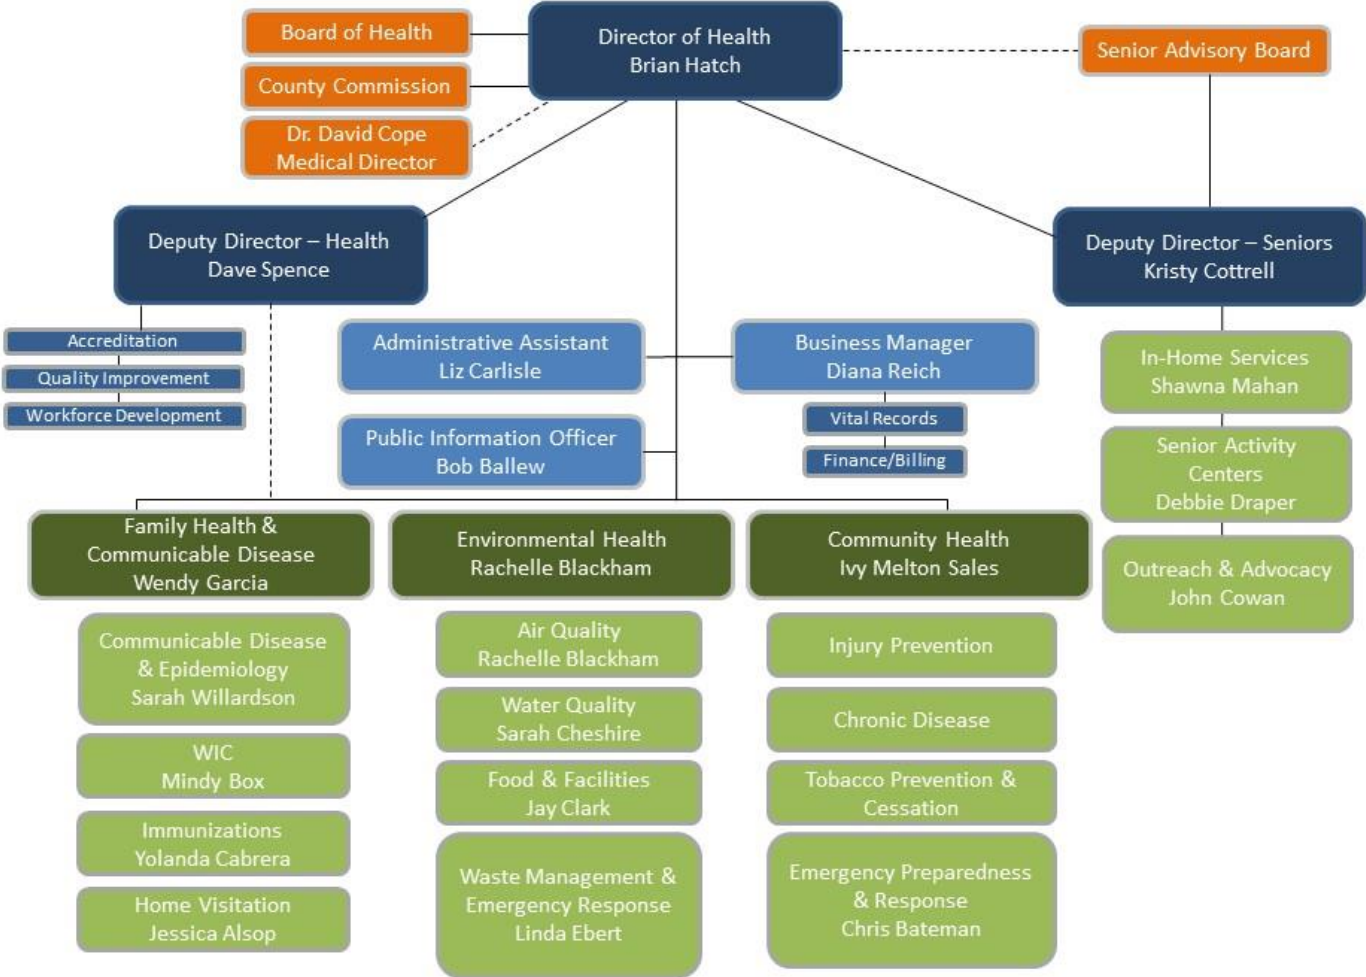 Board of Health
Director of Health
Brian Hatch
Senior Advisory Board
County Commission
Dr. David Cope
Medical Director
Deputy Director – Health
Dave Spence
Deputy Director – Seniors
Kristy Cottrell
Accreditation
Quality Improvement
Workforce Development
Administrative Assistant
Liz Carlisle
Business Manager
Diana Reich
Vital Records
Finance/Billing
Public Information Officer
Bob Ballew
In-Home Services
Shawna Mahan
Senior Activity
Centers
Debbie Draper
Outreach & Advocacy
John Cowan
Family Health &
Communicable Disease
Wendy Garcia
Communicable Disease
& Epidemiology
Sarah Willardson
WIC
Mindy Box
Immunizations
Yolanda Cabrera
Home Visitation
Jessica Alsop
Environmental Health
Rachelle Blackham
Air Quality
Rachelle Blackham
Water Quality
Sarah Cheshire
Food & Facilities
Jay Clark
Waste Management &
Emergency Response
Linda Ebert
Community Health
Ivy Melton Sales
Injury Prevention
Chronic Disease
Tobacco Prevention &
Cessation
Emergency Preparedness
& Response
Chris Bateman